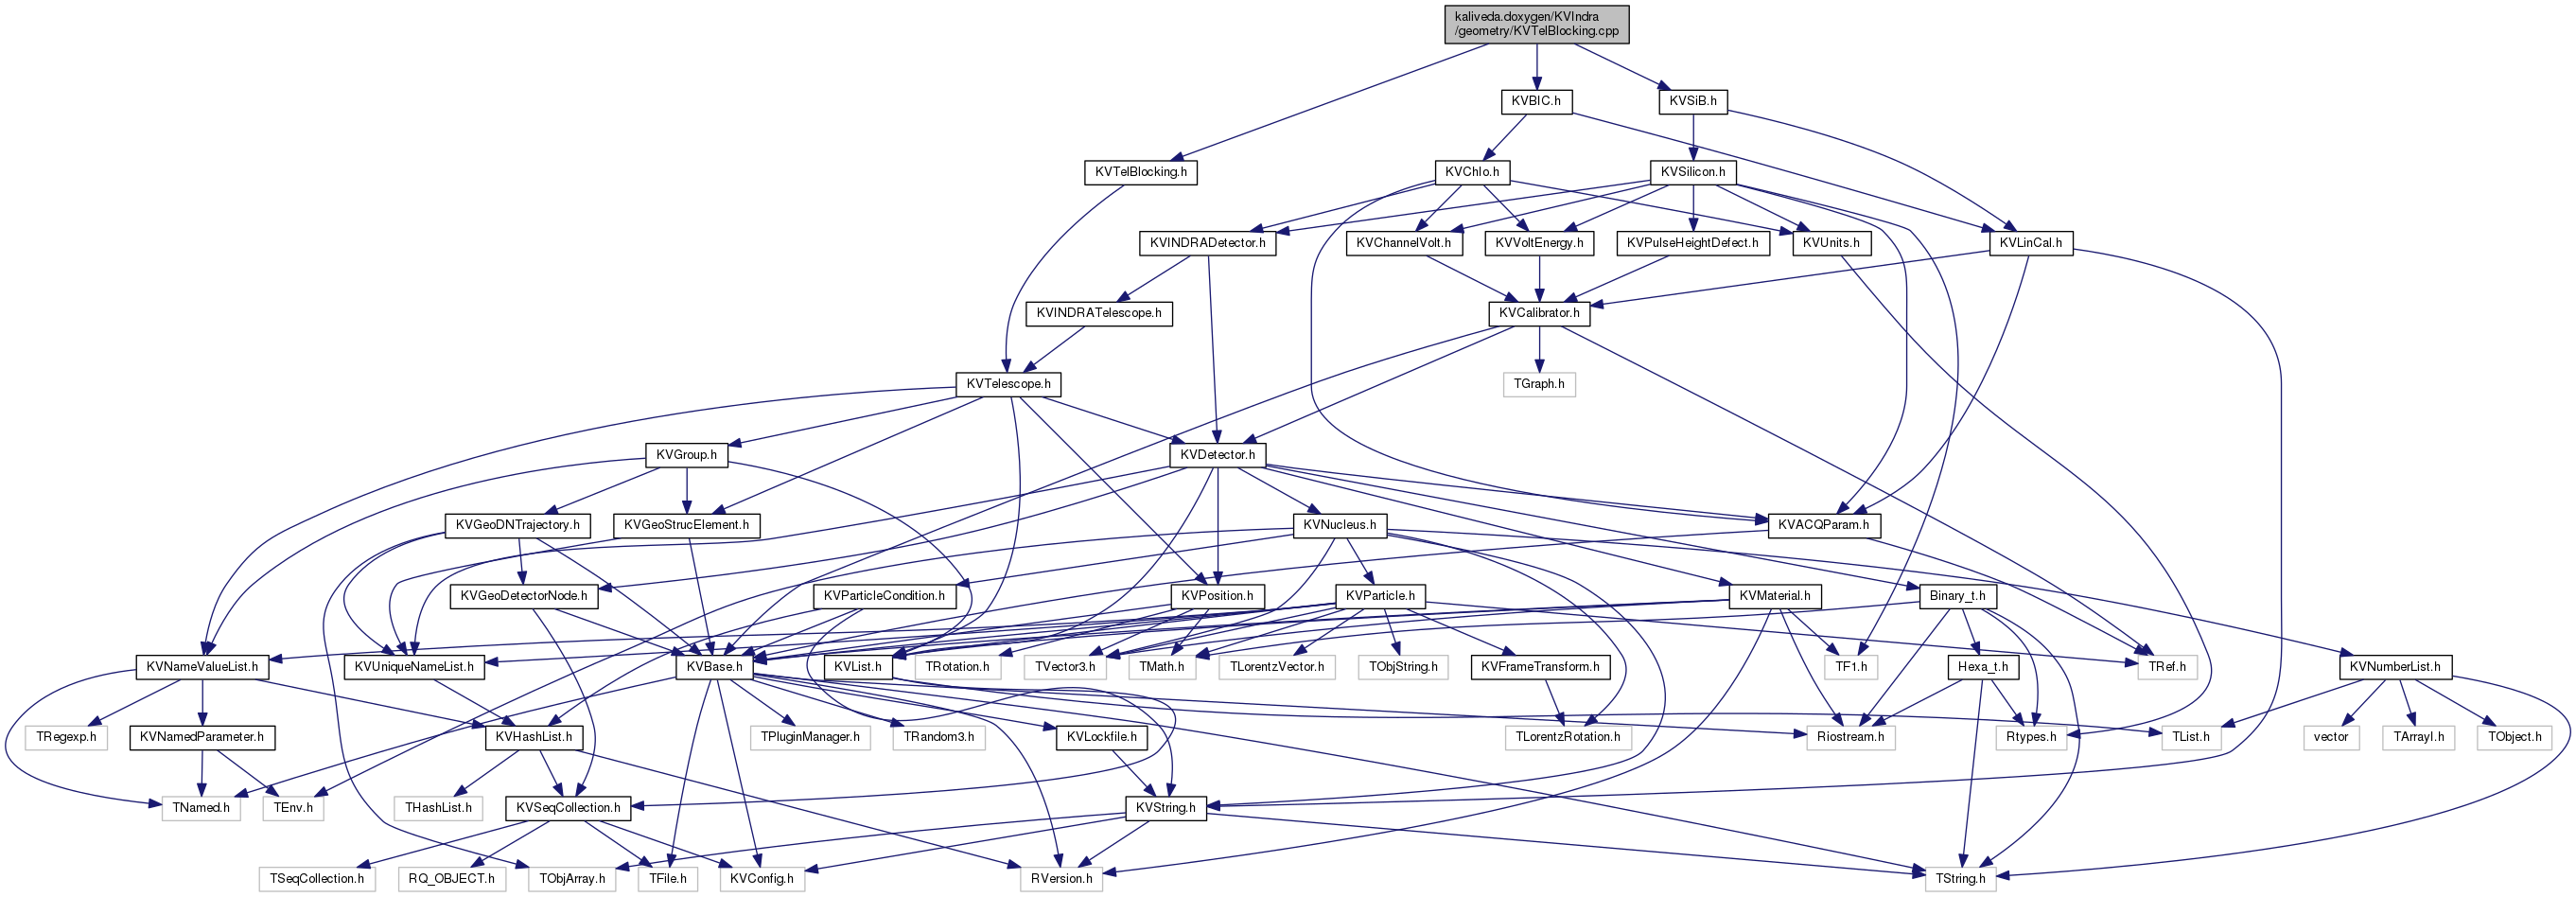 kaliveda.doxygen/KVIndra
/geometry/KVTelBlocking.cpp
KVBIC.h
KVSiB.h
KVTelBlocking.h
KVChIo.h
KVSilicon.h
KVINDRADetector.h
KVChannelVolt.h
KVVoltEnergy.h
KVPulseHeightDefect.h
KVUnits.h
KVLinCal.h
KVINDRATelescope.h
KVCalibrator.h
KVTelescope.h
TGraph.h
KVGroup.h
KVDetector.h
KVGeoDNTrajectory.h
KVGeoStrucElement.h
KVNucleus.h
KVACQParam.h
KVGeoDetectorNode.h
KVParticleCondition.h
KVPosition.h
KVParticle.h
KVMaterial.h
Binary_t.h
KVNameValueList.h
KVUniqueNameList.h
KVBase.h
KVList.h
TRotation.h
TVector3.h
TMath.h
TLorentzVector.h
TObjString.h
KVFrameTransform.h
TF1.h
Hexa_t.h
TRef.h
KVNumberList.h
TRegexp.h
KVNamedParameter.h
KVHashList.h
TPluginManager.h
TRandom3.h
KVLockfile.h
TLorentzRotation.h
Riostream.h
Rtypes.h
TList.h
vector
TArrayI.h
TObject.h
TNamed.h
TEnv.h
THashList.h
KVSeqCollection.h
KVString.h
TSeqCollection.h
RQ_OBJECT.h
TObjArray.h
TFile.h
KVConfig.h
RVersion.h
TString.h